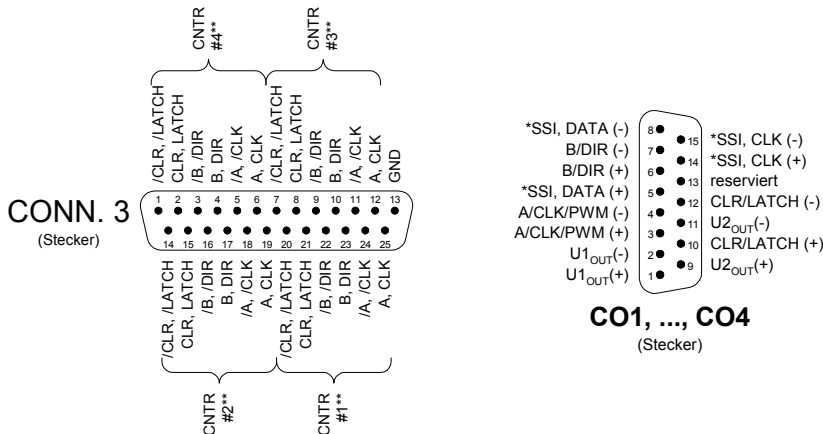 CNTR
#4**
CNTR
#3**
/CLR, /LATCH
CLR, LATCH
/B, /DIR
B, DIR
/A, /CLK
A, CLK
/CLR, /LATCH
CLR, LATCH
/B, /DIR
B, DIR
/A, /CLK
A, CLK
GND
CONN. 3
(Stecker)
1 2 3 4 5 6 7 8 9 10 11 12 13
14 15 16 17 18 19 20 21 22 23 24 25
/CLR, /LATCH
CLR, LATCH
/B, /DIR
B, DIR
/A, /CLK
A, CLK
/CLR, /LATCH
CLR, LATCH
/B, /DIR
B, DIR
/A, /CLK
A, CLK
CNTR
#2**
CNTR
#1**
*SSI, DATA (-) 8
B/DIR (-) 7
B/DIR (+) 6
*SSI, DATA (+) 5
A/CLK/PWM (-) 4
A/CLK/PWM (+) 3
U1OUT(-) 2
U1OUT(+) 1
15 *SSI, CLK (-)
14 *SSI, CLK (+)
13 reserviert
12 CLR/LATCH (-)
11 U2OUT(-)
10 CLR/LATCH (+)
9 U2OUT(+)
CO1, ..., CO4
(Stecker)